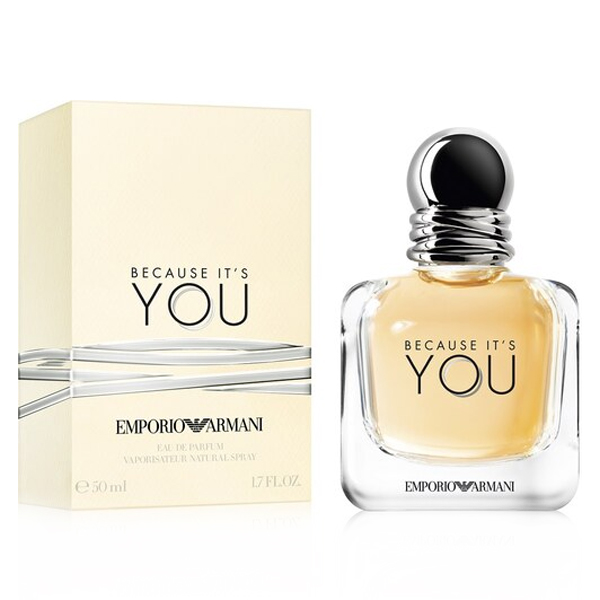 BECAUSE IT'S
YOU
EMPORIO ARMANI
EAU DE PARFUM
VAPORISATEUR NATURAL SPRAY
℮ 50 ml 1.7 FL.OZ.
BECAUSE IT'S
YOU
EMPORIO ARMANI